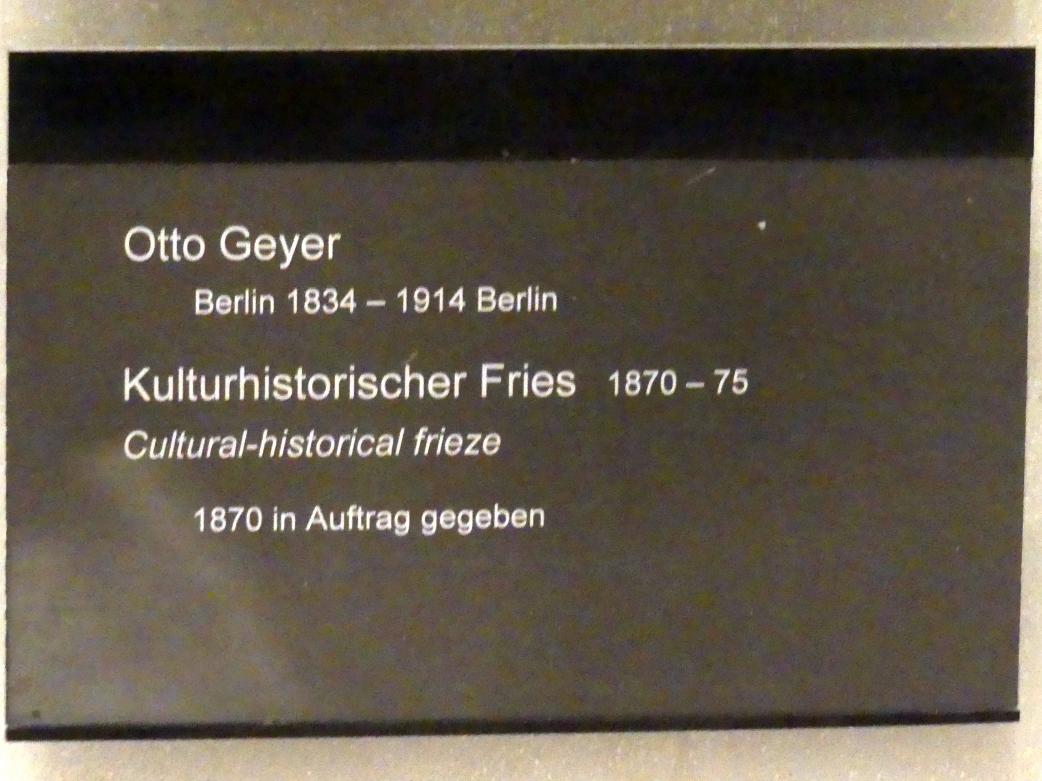 Otto Geyer
Berlin 1834 – 1914 Berlin
Kulturhistorischer Fries 1870 – 75
Cultural-historical frieze
1870 in Auftrag gegeben